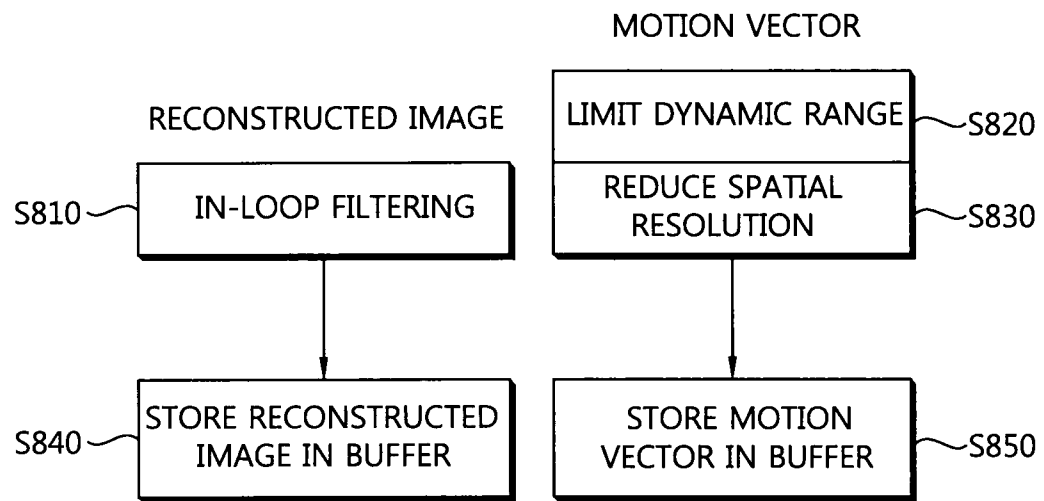 MOTION VECTOR
RECONSTRUCTED IMAGE
LIMIT DYNAMIC RANGE
S820
S810
IN-LOOP FILTERING
REDUCE SPATIAL
RESOLUTION
S830
S840
STORE RECONSTRUCTED
IMAGE IN BUFFER
STORE MOTION
VECTOR IN BUFFER
S850